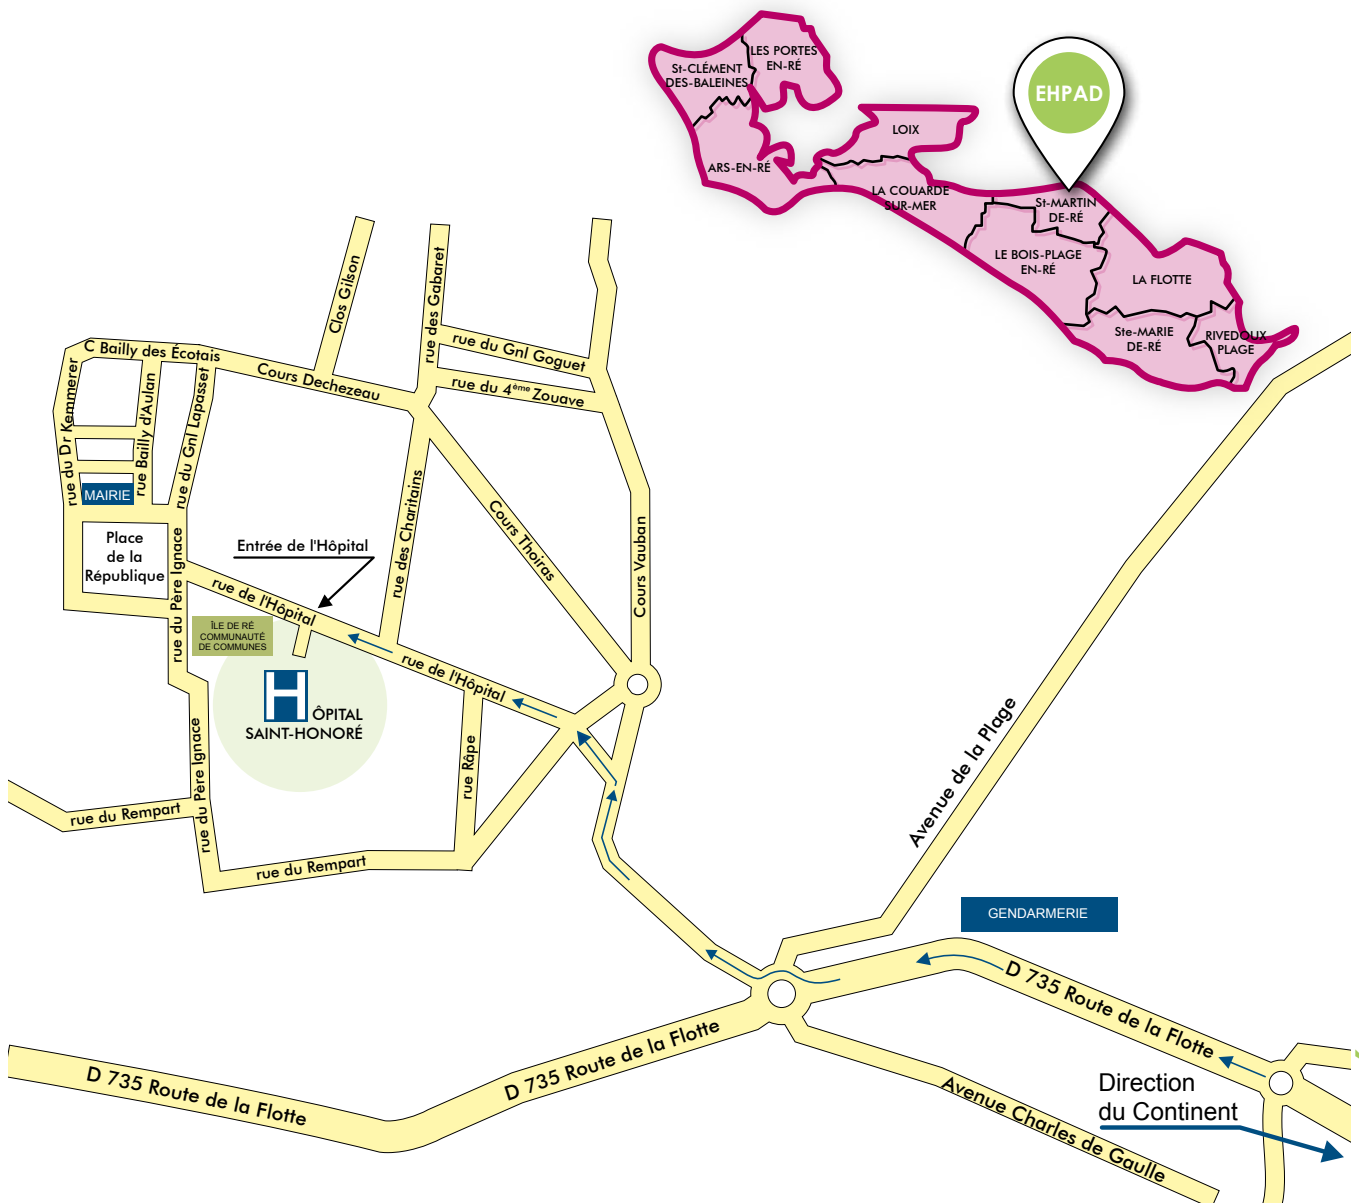 LES PORTES
EN-RÉ
St-CLÉMENT
DES-BALEINES
EHPAD
LOIX
ARS-EN-RÉ
LA COUARDE
SUR-MER
St-MARTIN
DE-RÉ
LE BOIS-PLAGE
EN-RÉ
LA FLOTTE
Ste-MARIE
DE-RÉ
RIVEDOUX
PLAGE
Clos Gilson
rue des Gabaret
rue du Gnl Goguet
C Bailly des Écotais
Cours Dechezeau
rue du 4ème Zouave
rue du Dr Kemmerer
rue Bailly d'Aulan
rue du Gnl Lapasset
MAIRIE
Place
de la
République
rue du Père Ignace
Entrée de l'Hôpital
rue des Charitains
Cours Thoiras
Cours Vauban
rue de l'Hôpital
ÎLE DE RÉ
COMMUNAUTÉ
DE COMMUNES
rue de l'Hôpital
HÔPITAL
SAINT-HONORÉ
rue du Père Ignace
rue Râpe
rue du Rempart
rue du Rempart
Avenue de la Plage
GENDARMERIE
D 735 Route de la Flotte
D 735 Route de la Flotte
D 735 Route de la Flotte
Direction
du Continent
Avenue Charles de Gaulle